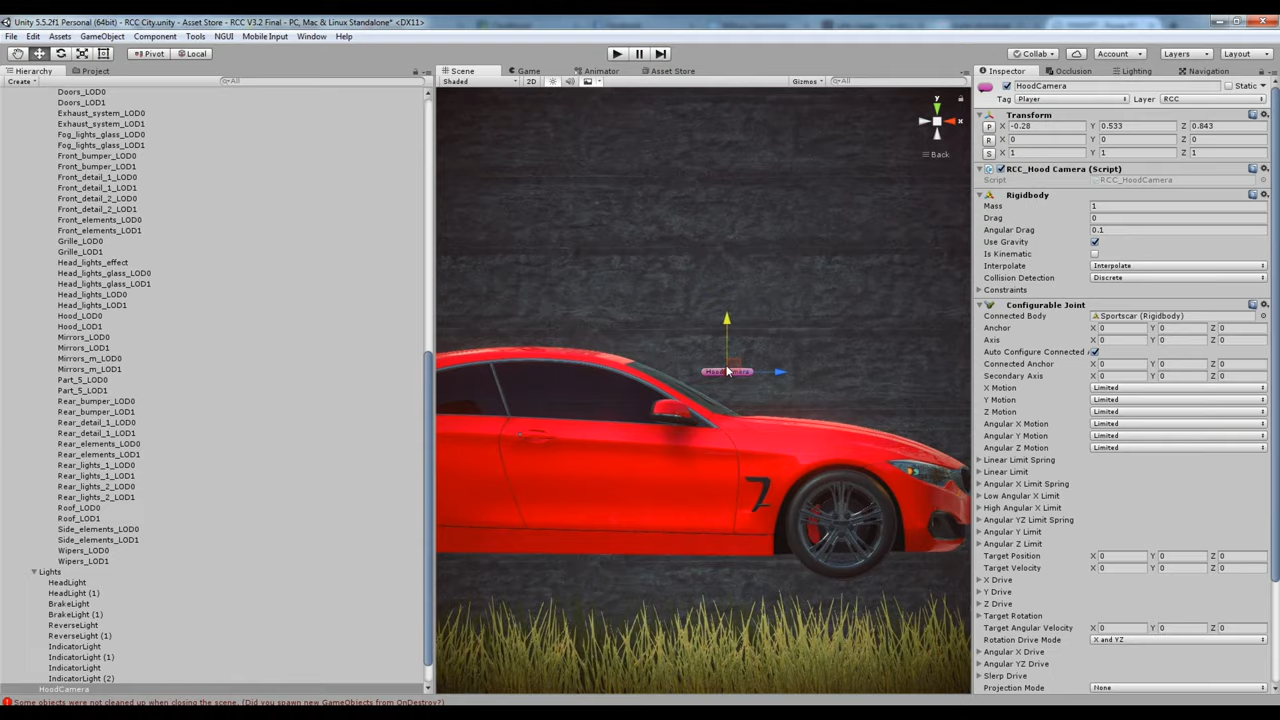 Unity 5.5.2f1 Personal (64bit) - RCC City.unity - Asset Store - RCC V3.2 Final - PC, Mac & Linux Standalone* <DX11>
File Edit Assets GameObject Component Tools NGUI Mobile Input Window Help
Pivot Local Collab Account Layers Layout
Hierarchy Project
Create All
Doors_LOD0
Doors_LOD1
Exhaust_system_LOD0
Exhaust_system_LOD1
Fog_lights_glass_LOD0
Fog_lights_glass_LOD1
Front_bumper_LOD0
Front_bumper_LOD1
Front_detail_1_LOD0
Front_detail_1_LOD1
Front_detail_2_LOD0
Front_detail_2_LOD1
Front_elements_LOD0
Front_elements_LOD1
Grille_LOD0
Grille_LOD1
Head_lights_effect
Head_lights_glass_LOD0
Head_lights_glass_LOD1
Head_lights_LOD0
Head_lights_LOD1
Hood_LOD0
Hood_LOD1
Mirrors_LOD0
Mirrors_LOD1
Mirrors_m_LOD0
Mirrors_m_LOD1
Part_5_LOD0
Part_5_LOD1
Rear_bumper_LOD0
Rear_bumper_LOD1
Rear_detail_1_LOD0
Rear_detail_1_LOD1
Rear_elements_LOD0
Rear_elements_LOD1
Rear_lights_1_LOD0
Rear_lights_1_LOD1
Rear_lights_2_LOD0
Rear_lights_2_LOD1
Roof_LOD0
Roof_LOD1
Side_elements_LOD0
Side_elements_LOD1
Wipers_LOD0
Wipers_LOD1
Lights
HeadLight
HeadLight (1)
BrakeLight
BrakeLight (1)
ReverseLight
ReverseLight (1)
IndicatorLight
IndicatorLight (1)
IndicatorLight
IndicatorLight (2)
HoodCamera
Some objects were not cleaned up when closing the scene. (Did you spawn new GameObjects from OnDestroy?)
Scene Game Animator Asset Store
Shaded 2D Gizmos All
y
x
Back
HoodCamera
Inspector Occlusion Lighting Navigation
HoodCamera Static
Tag Player Layer RCC
Transform
P X -0.28 Y 0.533 Z 0.843
R X 0 Y 0 Z 0
S X 1 Y 1 Z 1
RCC_Hood Camera (Script)
Script RCC_HoodCamera
Rigidbody
Mass 1
Drag 0
Angular Drag 0.1
Use Gravity
Is Kinematic
Interpolate Interpolate
Collision Detection Discrete
Constraints
Configurable Joint
Connected Body Sportscar (Rigidbody)
Anchor X 0 Y 0 Z 0
Axis X 0 Y 0 Z 0
Auto Configure Connected
Connected Anchor X 0 Y 0 Z 0
Secondary Axis X 0 Y 0 Z 0
X Motion Limited
Y Motion Limited
Z Motion Limited
Angular X Motion Limited
Angular Y Motion Limited
Angular Z Motion Limited
Linear Limit Spring
Linear Limit
Angular X Limit Spring
Low Angular X Limit
High Angular X Limit
Angular YZ Limit Spring
Angular Y Limit
Angular Z Limit
Target Position X 0 Y 0 Z 0
Target Velocity X 0 Y 0 Z 0
X Drive
Y Drive
Z Drive
Target Rotation
Target Angular Velocity X 0 Y 0 Z 0
Rotation Drive Mode X and YZ
Angular X Drive
Angular YZ Drive
Slerp Drive
Projection Mode None